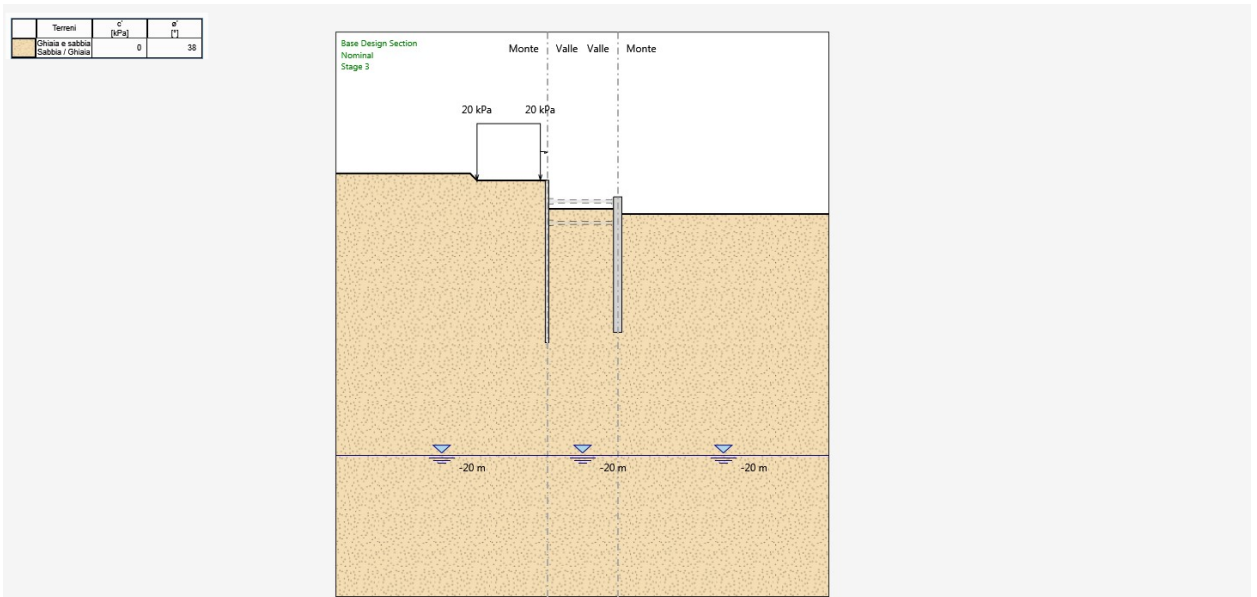 Terreni c' ø'
[kPa] [°]
Ghiaia e sabbia 0 38
Sabbia / Ghiaia
Base Design Section
Nominal
Stage 3
Monte Valle Valle Monte
20 kPa 20 kPa
-20 m -20 m -20 m